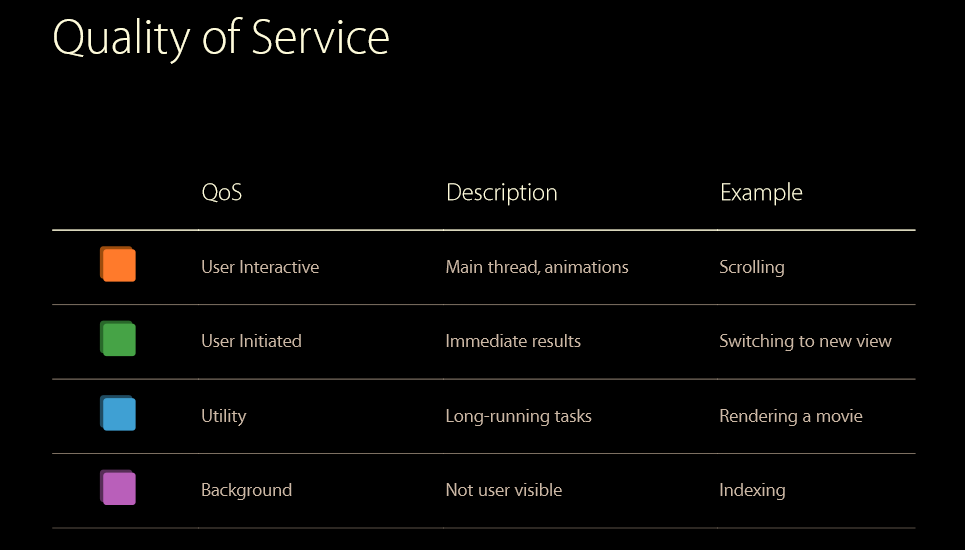 Quality of Service
QoS Description Example
User Interactive Main thread, animations Scrolling
User Initiated Immediate results Switching to new view
Utility Long-running tasks Rendering a movie
Background Not user visible Indexing